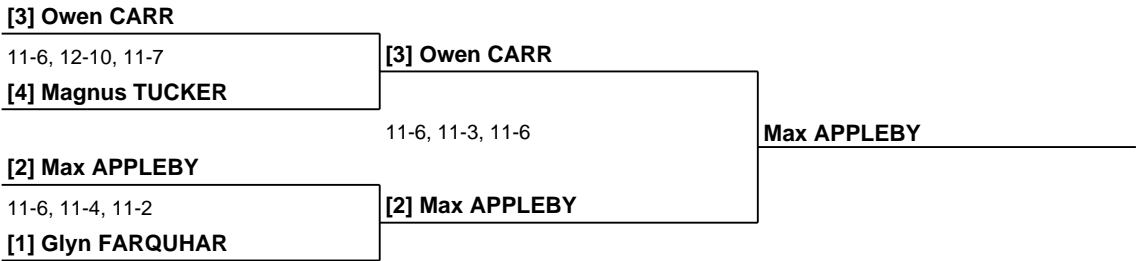 [3] Owen CARR
11-6, 12-10, 11-7
[3] Owen CARR
[4] Magnus TUCKER
11-6, 11-3, 11-6
Max APPLEBY
[2] Max APPLEBY
11-6, 11-4, 11-2
[2] Max APPLEBY
[1] Glyn FARQUHAR